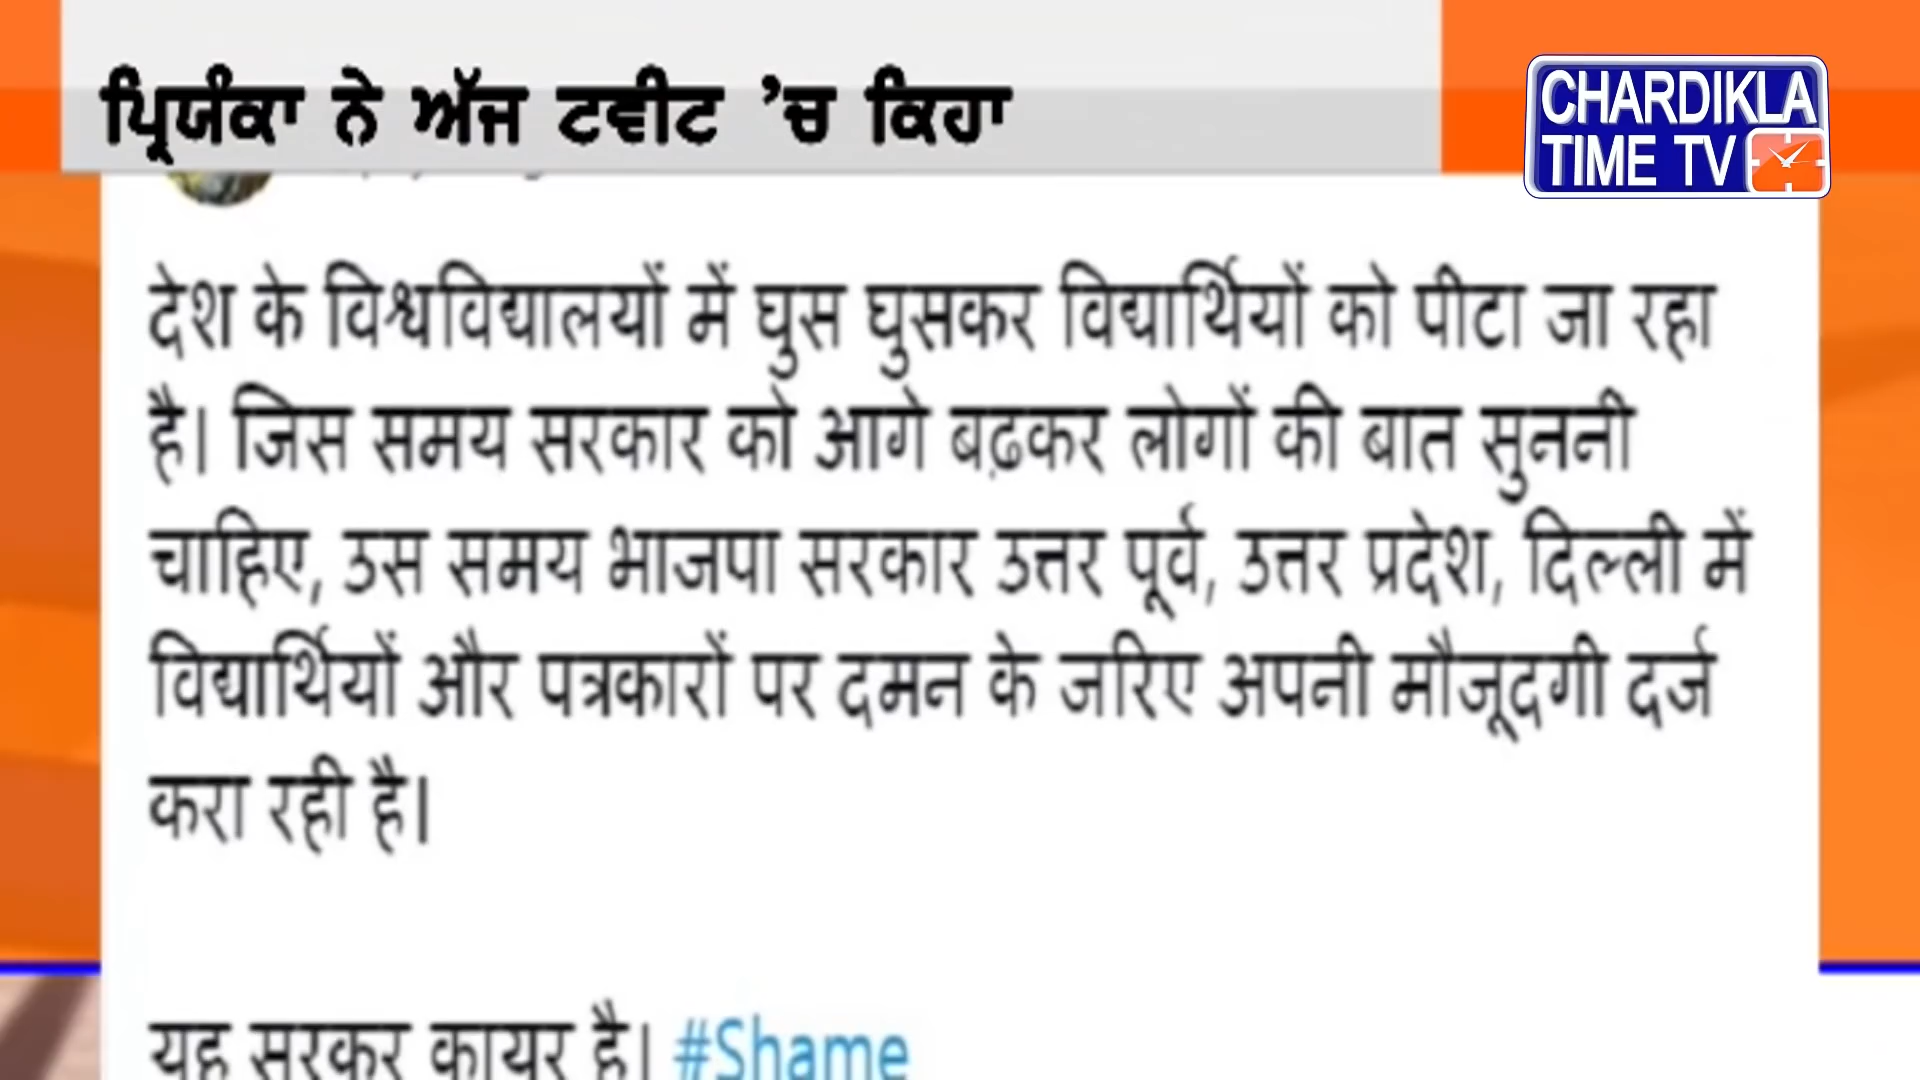 ਪ੍ਰਿਯੰਕਾ ਨੇ ਅੱਜ ਟਵੀਟ ’ਚ ਕਿਹਾ
CHARDIKLA
TIME TV
देश के विश्वविद्यालयों में घुस घुसकर विद्यार्थियों को पीटा जा रहा
है। जिस समय सरकार को आगे बढ़कर लोगों की बात सुननी
चाहिए, उस समय भाजपा सरकार उत्तर पूर्व, उत्तर प्रदेश, दिल्ली में
विद्यार्थियों और पत्रकारों पर दमन के जरिए अपनी मौजूदगी दर्ज
करा रही है।
यह सरकर कायर है। #Shame